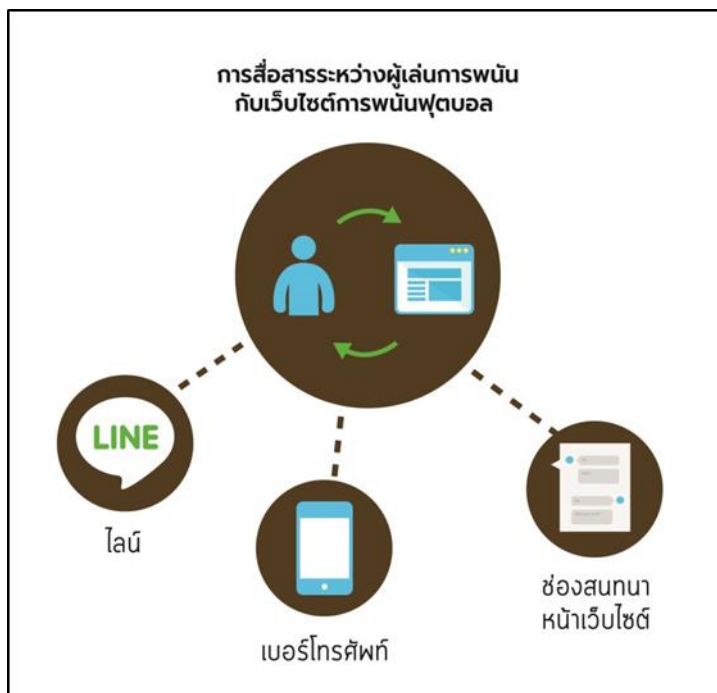 การสื่อสารระหว่างผู้เล่นการพนัน
กับเว็บไซต์การพนันฟุตบอล
LINE
ไลน์
เบอร์โทรศัพท์
ช่องสนทนา
หน้าเว็บไซต์